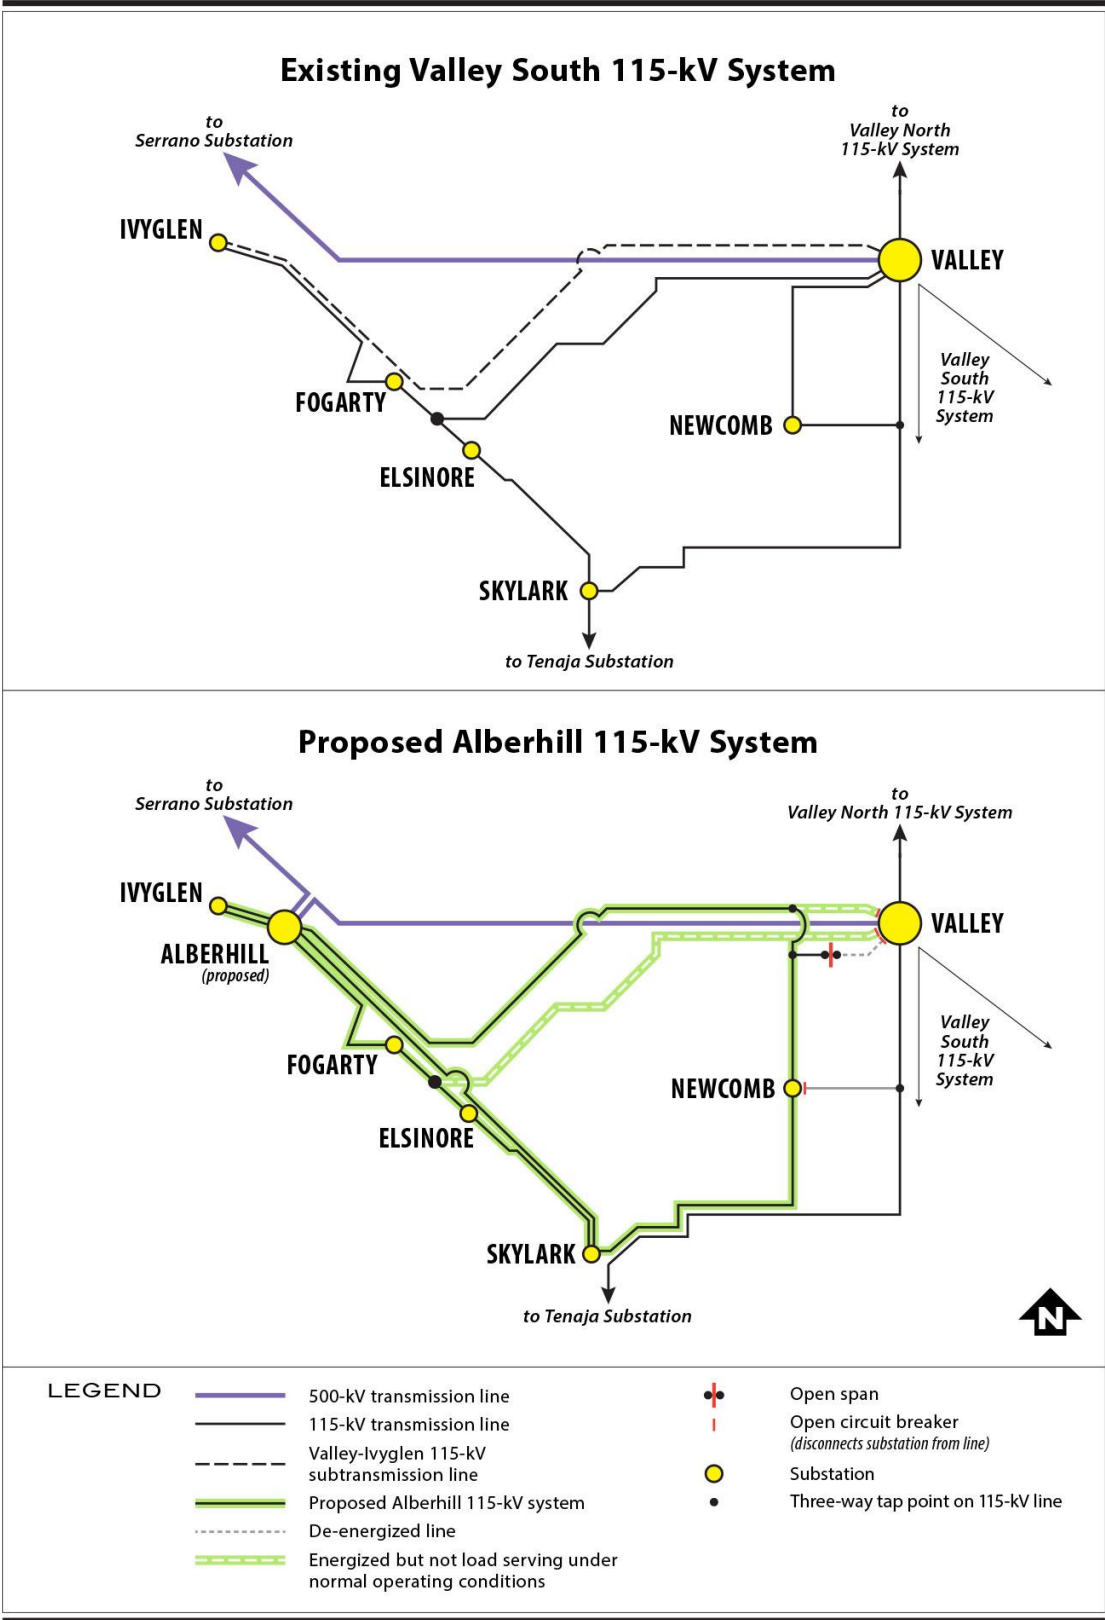 Existing Valley South 115-kV System
to
Serrano Substation
to
Valley North
115-kV System
IVYGLEN
VALLEY
FOGARTY
Valley
South
115-kV
System
NEWCOMB
ELSINORE
SKYLARK
to Tenaja Substation
Proposed Alberhill 115-kV System
to
Serrano Substation
to
Valley North 115-kV System
IVYGLEN
VALLEY
ALBERHILL
(proposed)
Valley
South
115-kV
System
FOGARTY
NEWCOMB
ELSINORE
SKYLARK
to Tenaja Substation
N
LEGEND
500-kV transmission line
115-kV transmission line
Valley-Ivyglen 115-kV
subtransmission line
Proposed Alberhill 115-kV system
De-energized line
Energized but not load serving under
normal operating conditions
Open span
Open circuit breaker
(disconnects substation from line)
Substation
Three-way tap point on 115-kV line